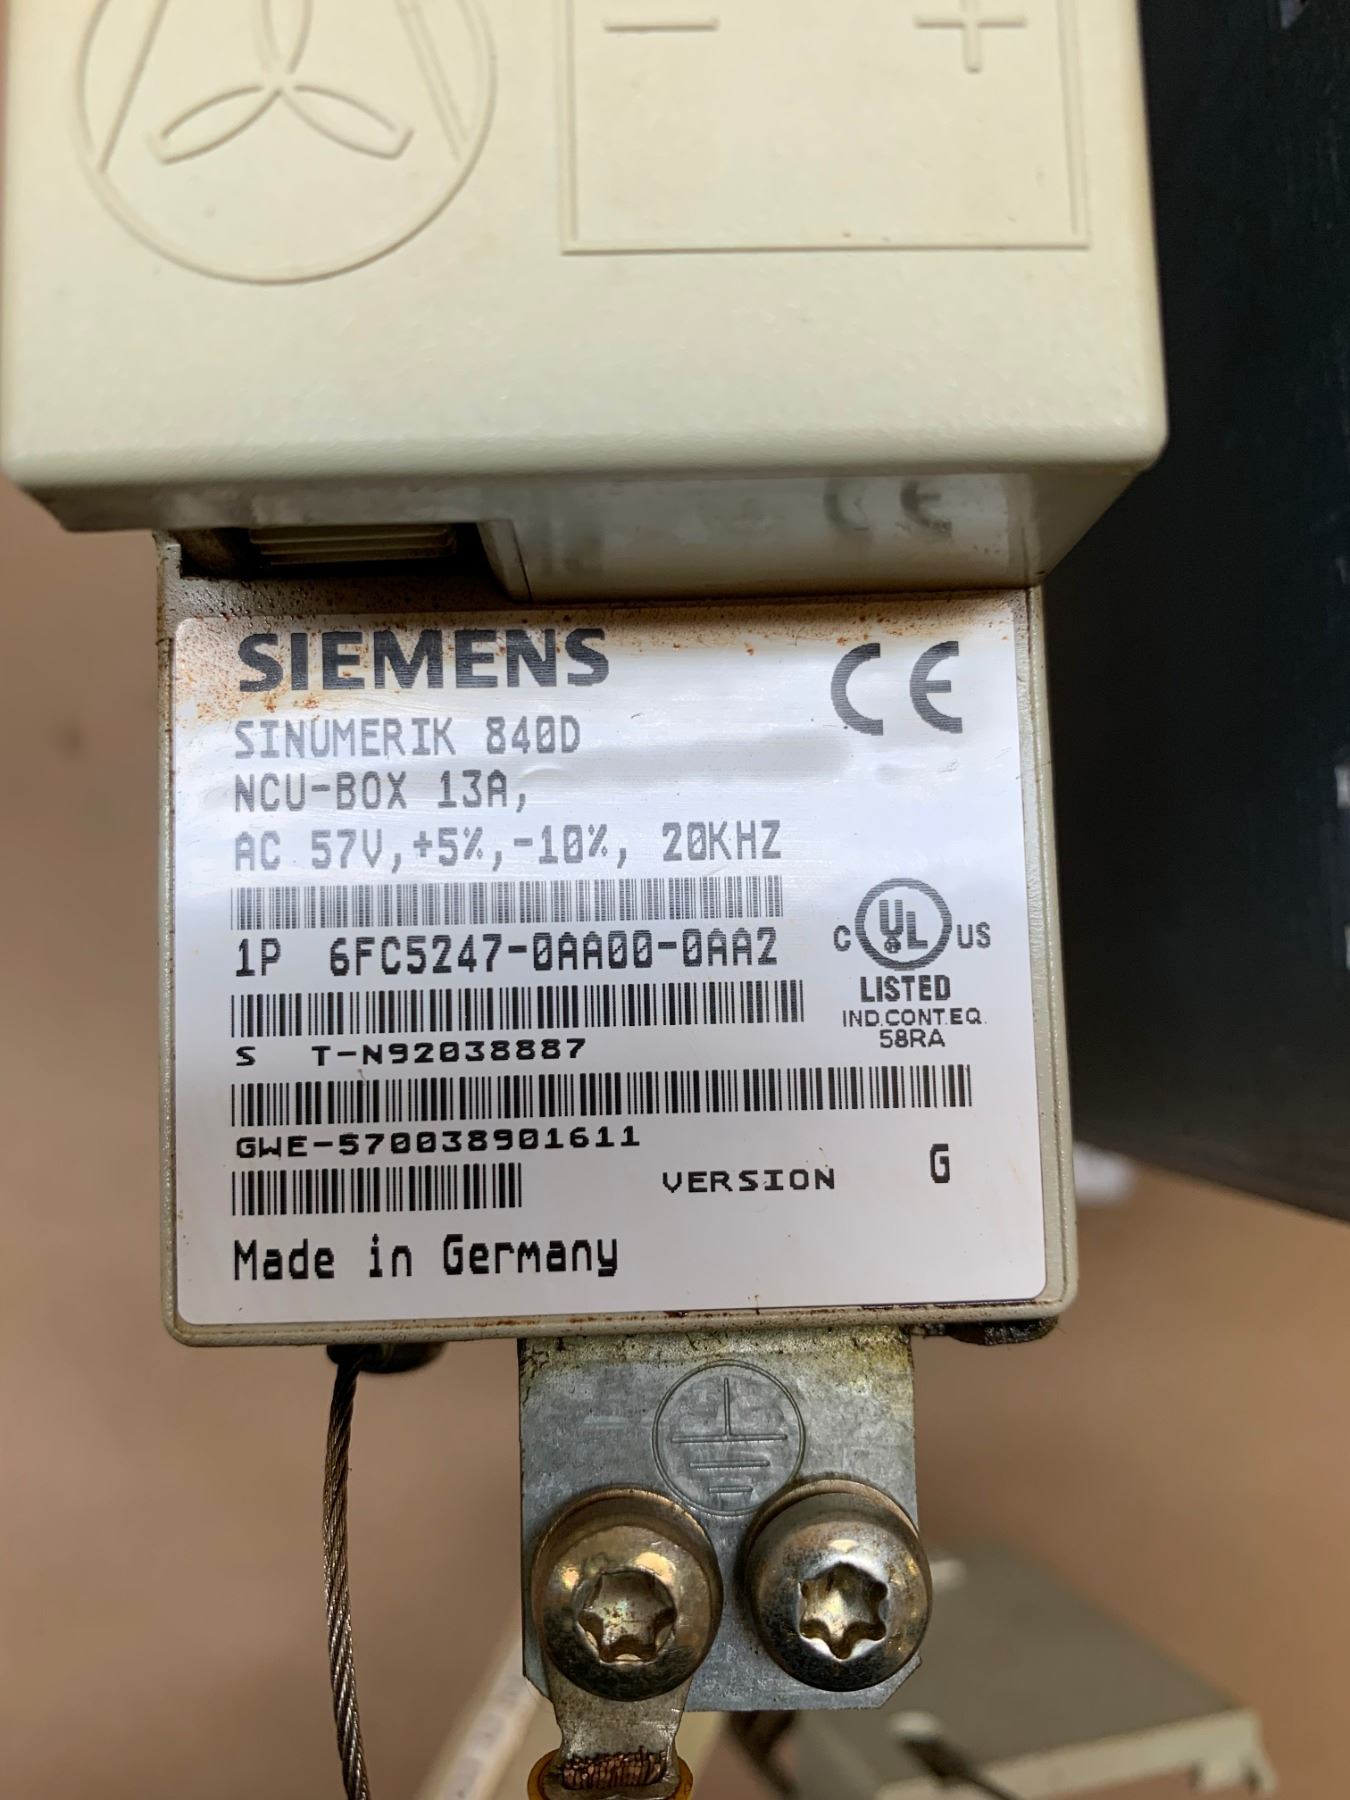 CE
SIEMENS
CE
SINUMERIK 840D
NCU-BOX 13A,
AC 57V,+5%,-10%, 20KHZ
1P 6FC5247-0AA00-0AA2
C UL US
LISTED
IND.CONT.EQ.
58RA
S T-N92038887
GWE-570038901611
VERSION G
Made in Germany